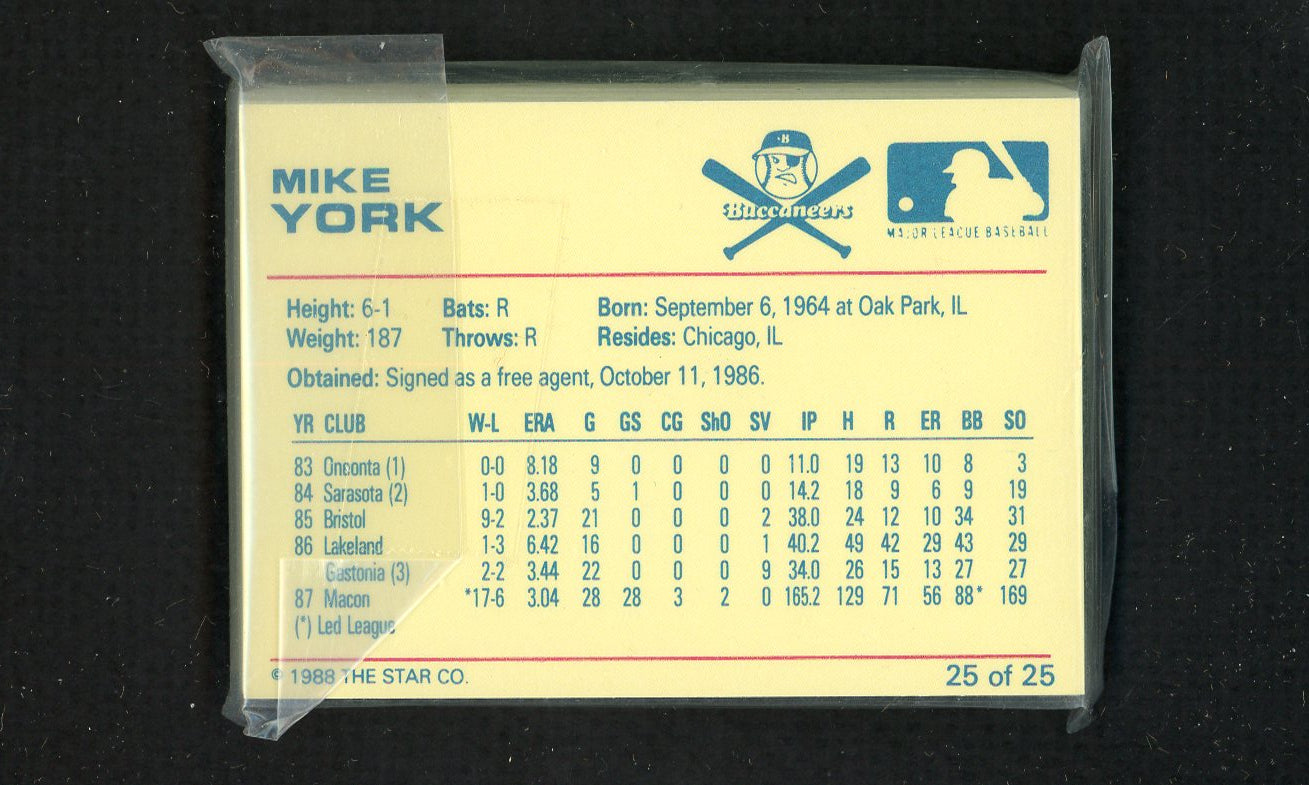 MIKE
YORK
B
Buccaneers
MAJOR LEAGUE BASEBALL
Height: 6-1 Bats: R Born: September 6, 1964 at Oak Park, IL
Weight: 187 Throws: R Resides: Chicago, IL
Obtained: Signed as a free agent, October 11, 1986.
YR CLUB W-L ERA G GS CG ShO SV IP H R ER BB SO
83 Oneonta (1) 0-0 8.18 9 0 0 0 0 11.0 19 13 10 8 3
84 Sarasota (2) 1-0 3.68 5 1 0 0 0 14.2 18 9 6 9 19
85 Bristol 9-2 2.37 21 0 0 0 2 38.0 24 12 10 34 31
86 Lakeland 1-3 6.42 16 0 0 0 1 40.2 49 42 29 43 29
Gastonia (3) 2-2 3.44 22 0 0 0 9 34.0 26 15 13 27 27
87 Macon *17-6 3.04 28 28 3 2 0 165.2 129 71 56 88* 169
(*) Led League
© 1988 THE STAR CO. 25 of 25